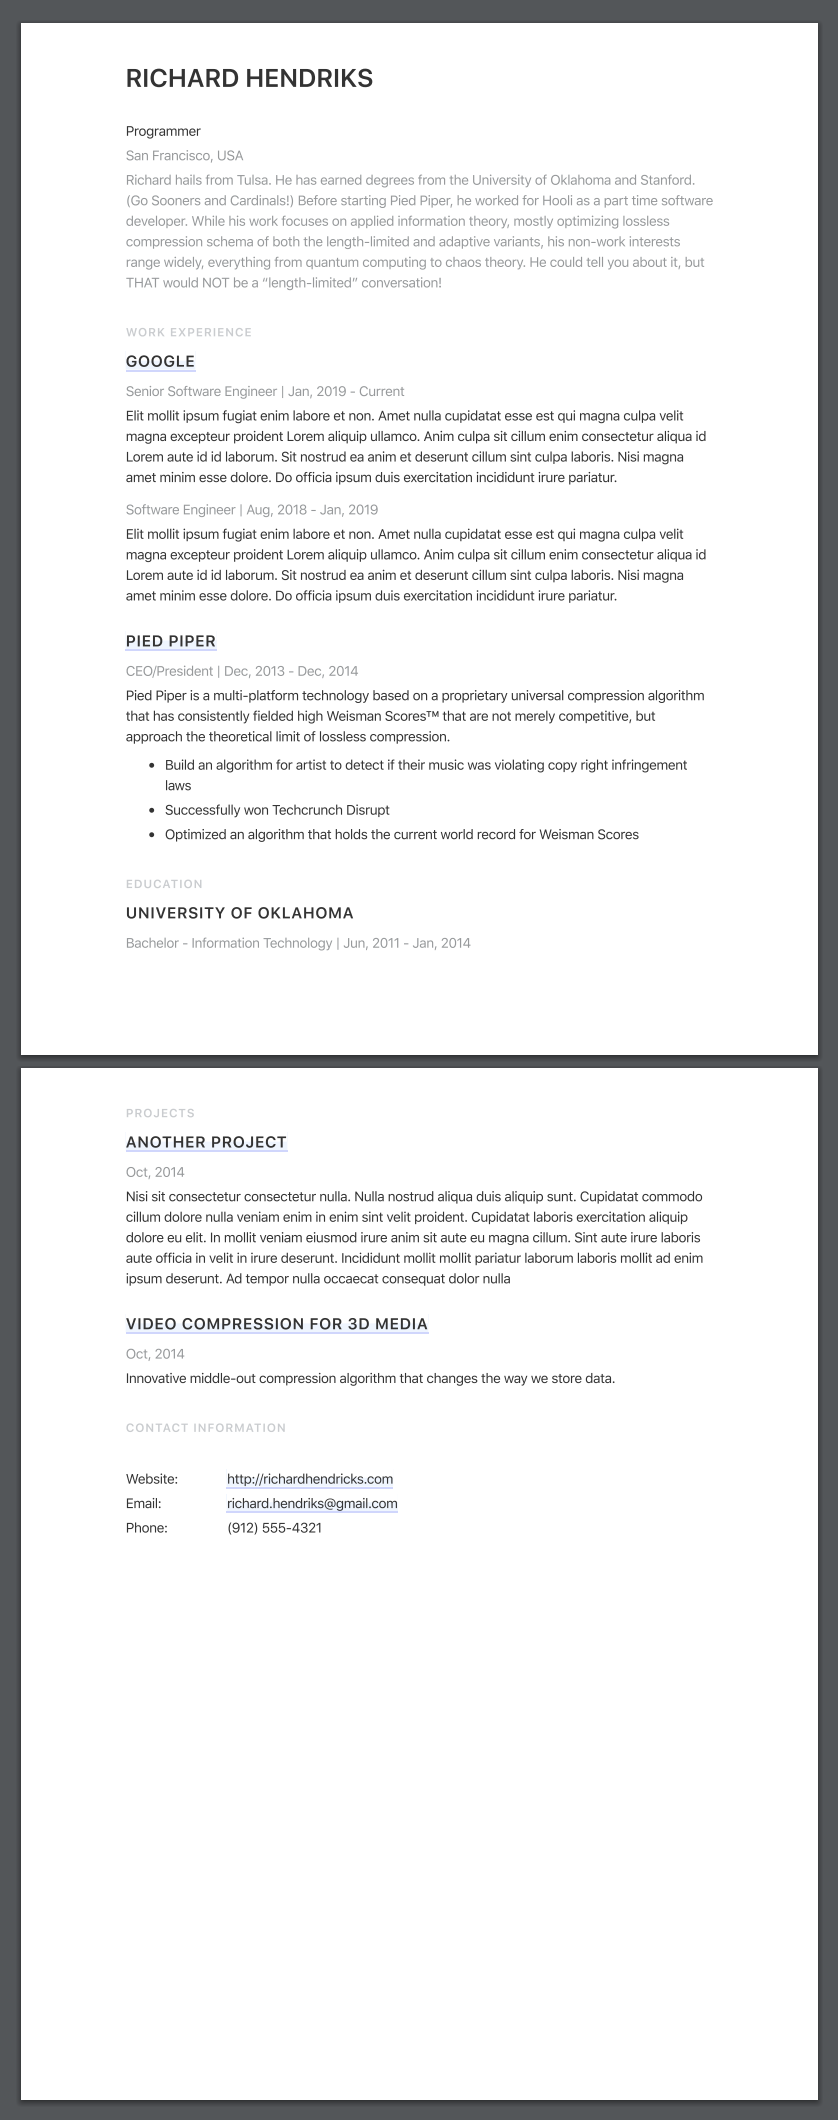 RICHARD HENDRIKS
Programmer
San Francisco, USA
Richard hails from Tulsa. He has earned degrees from the University of Oklahoma and Stanford.
(Go Sooners and Cardinals!) Before starting Pied Piper, he worked for Hooli as a part time software
developer. While his work focuses on applied information theory, mostly optimizing lossless
compression schema of both the length-limited and adaptive variants, his non-work interests
range widely, everything from quantum computing to chaos theory. He could tell you about it, but
THAT would NOT be a “length-limited” conversation!
WORK EXPERIENCE
GOOGLE
Senior Software Engineer | Jan, 2019 - Current
Elit mollit ipsum fugiat enim labore et non. Amet nulla cupidatat esse est qui magna culpa velit
magna excepteur proident Lorem aliquip ullamco. Anim culpa sit cillum enim consectetur aliqua id
Lorem aute id id laborum. Sit nostrud ea anim et deserunt cillum sint culpa laboris. Nisi magna
amet minim esse dolore. Do officia ipsum duis exercitation incididunt irure pariatur.
Software Engineer | Aug, 2018 - Jan, 2019
Elit mollit ipsum fugiat enim labore et non. Amet nulla cupidatat esse est qui magna culpa velit
magna excepteur proident Lorem aliquip ullamco. Anim culpa sit cillum enim consectetur aliqua id
Lorem aute id id laborum. Sit nostrud ea anim et deserunt cillum sint culpa laboris. Nisi magna
amet minim esse dolore. Do officia ipsum duis exercitation incididunt irure pariatur.
PIED PIPER
CEO/President | Dec, 2013 - Dec, 2014
Pied Piper is a multi-platform technology based on a proprietary universal compression algorithm
that has consistently fielded high Weisman Scores™ that are not merely competitive, but
approach the theoretical limit of lossless compression.
• Build an algorithm for artist to detect if their music was violating copy right infringement
laws
• Successfully won Techcrunch Disrupt
• Optimized an algorithm that holds the current world record for Weisman Scores
EDUCATION
UNIVERSITY OF OKLAHOMA
Bachelor - Information Technology | Jun, 2011 - Jan, 2014
PROJECTS
ANOTHER PROJECT
Oct, 2014
Nisi sit consectetur consectetur nulla. Nulla nostrud aliqua duis aliquip sunt. Cupidatat commodo
cillum dolore nulla veniam enim in enim sint velit proident. Cupidatat laboris exercitation aliquip
dolore eu elit. In mollit veniam eiusmod irure anim sit aute eu magna cillum. Sint aute irure laboris
aute officia in velit in irure deserunt. Incididunt mollit mollit pariatur laborum laboris mollit ad enim
ipsum deserunt. Ad tempor nulla occaecat consequat dolor nulla
VIDEO COMPRESSION FOR 3D MEDIA
Oct, 2014
Innovative middle-out compression algorithm that changes the way we store data.
CONTACT INFORMATION
Website: http://richardhendricks.com
Email: richard.hendriks@gmail.com
Phone: (912) 555-4321